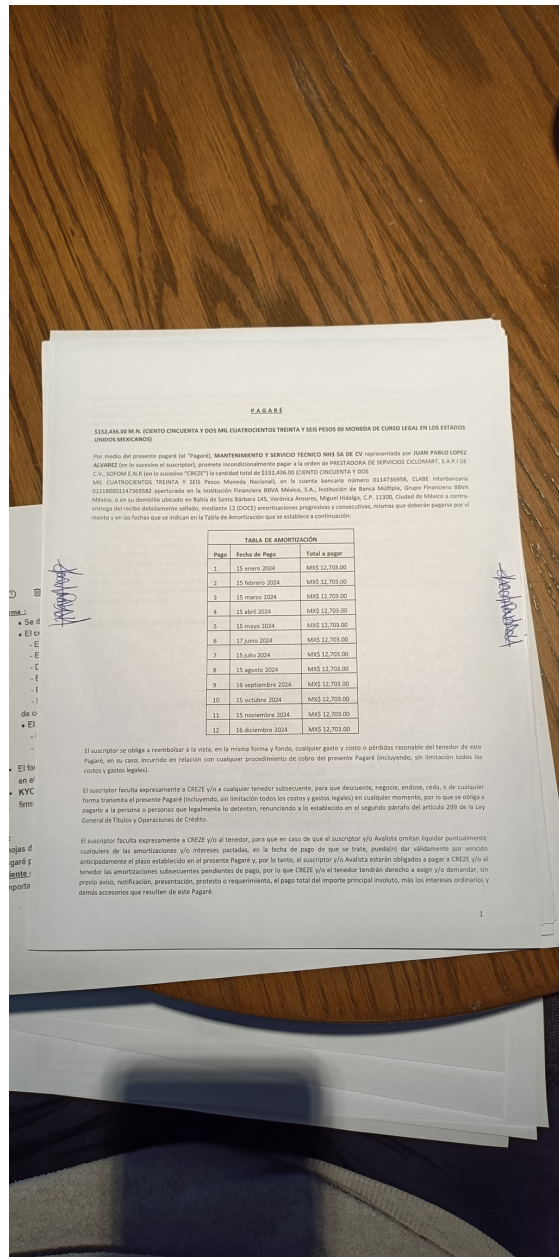 PAGARÉ
$152,436.00 M.N. (CIENTO CINCUENTA Y DOS MIL CUATROCIENTOS TREINTA Y SEIS PESOS 00 MONEDA DE CURSO LEGAL EN LOS ESTADOS
UNIDOS MEXICANOS)
Por medio del presente pagaré (el "Pagaré), MANTENIMIENTO Y SERVICIO TECNICO NH3 SA DE CV representada por JUAN PABLO LOPEZ
ALVAREZ (en lo sucesivo el suscriptor), promete incondicionalmente pagar a la orden de PRESTADORA DE SERVICIOS CICLOMART, S.A.P.I DE
C.V., SOFOM E.N.R (en lo sucesivo "CREZE") la cantidad total de $152,436.00 (CIENTO CINCUENTA Y DOS
MIL CUATROCIENTOS TREINTA Y SEIS Pesos Moneda Nacional), en la cuenta bancaria número 0114736958, CLABE interbancaria
012180001147369582 aperturada en la Institución Financiera BBVA México, S.A., Institución de Banca Múltiple, Grupo Financiero BBVA
México, o en su domicilio ubicado en Bahía de Santa Bárbara 145, Verónica Anzures, Miguel Hidalgo, C.P. 11300, Ciudad de México a contra-
entrega del recibo debidamente sellado, mediante 12 (DOCE) amortizaciones progresivas y consecutivas, mismas que deberán pagarse por el
monto y en las fechas que se indican en la Tabla de Amortización que se establece a continuación:
TABLA DE AMORTIZACIÓN
Pago Fecha de Pago Total a pagar
1 15 enero 2024 MX$ 12,703.00
2 15 febrero 2024 MX$ 12,703.00
3 15 marzo 2024 MX$ 12,703.00
4 15 abril 2024 MX$ 12,703.00
5 15 mayo 2024 MX$ 12,703.00
6 17 junio 2024 MX$ 12,703.00
7 15 julio 2024 MX$ 12,703.00
8 15 agosto 2024 MX$ 12,703.00
9 16 septiembre 2024 MX$ 12,703.00
10 15 octubre 2024 MX$ 12,703.00
11 15 noviembre 2024 MX$ 12,703.00
12 16 diciembre 2024 MX$ 12,703.00
El suscriptor se obliga a reembolsar a la vista, en la misma forma y fondo, cualquier gasto y costo o pérdidas razonable del tenedor de este
Pagaré, en su caso, incurrido en relación con cualquier procedimiento de cobro del presente Pagaré (incluyendo, sin limitación todos los
costos y gastos legales).
El suscriptor faculta expresamente a CREZE y/o a cualquier tenedor subsecuente, para que descuente, negocie, endose, ceda, o de cualquier
forma transmita el presente Pagaré (incluyendo, sin limitación todos los costos y gastos legales) en cualquier momento, por lo que se obliga a
pagarlo a la persona o personas que legalmente lo detenten, renunciando a lo establecido en el segundo párrafo del artículo 299 de la Ley
General de Títulos y Operaciones de Crédito.
El suscriptor faculta expresamente a CREZE y/o al tenedor, para que en caso de que el suscriptor y/o Avalista omitan liquidar puntualmente
cualquiera de las amortizaciones y/o intereses pactadas, en la fecha de pago de que se trate, pueda(n) dar válidamente por vencido
anticipadamente el plazo establecido en el presente Pagaré y, por lo tanto, el suscriptor y/o Avalista estarán obligados a pagar a CREZE y/o al
tenedor las amortizaciones subsecuentes pendientes de pago, por lo que CREZE y/o el tenedor tendrán derecho a exigir y/o demandar, sin
previo aviso, notificación, presentación, protesto o requerimiento, el pago total del importe principal insoluto, más los intereses ordinarios y
demás accesorios que resulten de este Pagaré.
1
KYC